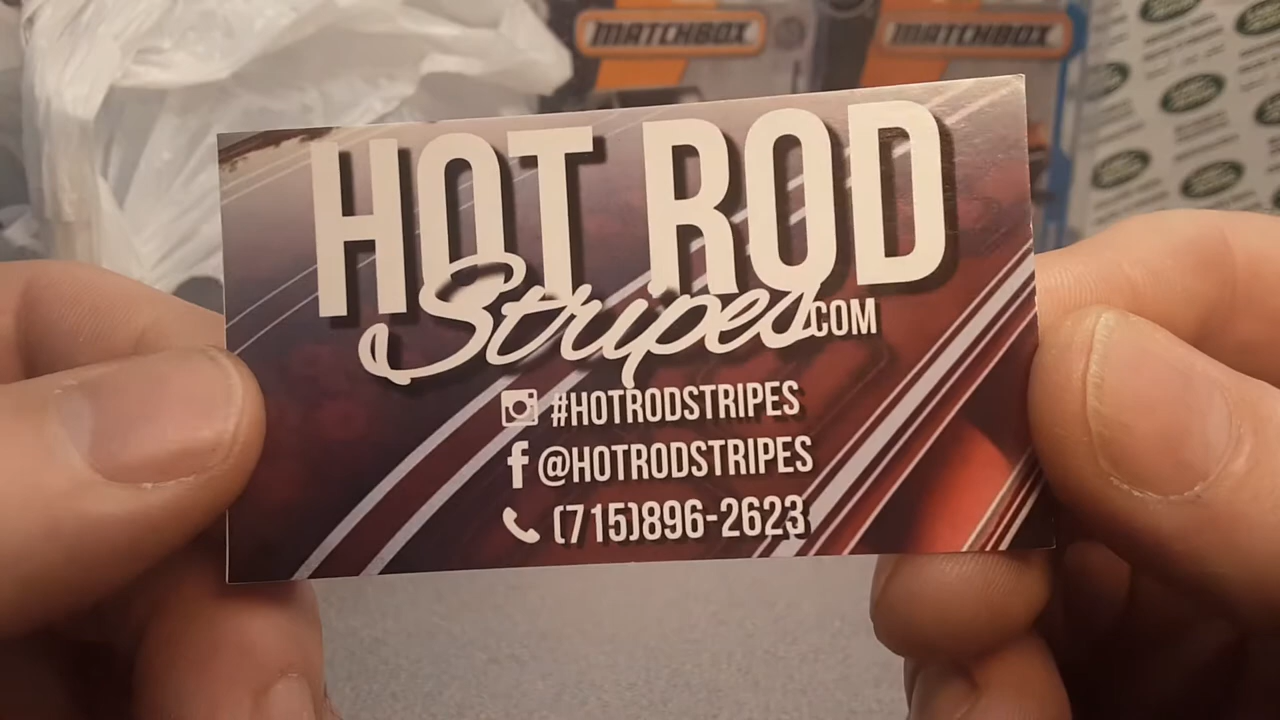 MATCHBOX
MATCHBOX
HOT ROD
Stripes.COM
#HOTRODSTRIPES
@HOTRODSTRIPES
(715)896-2623